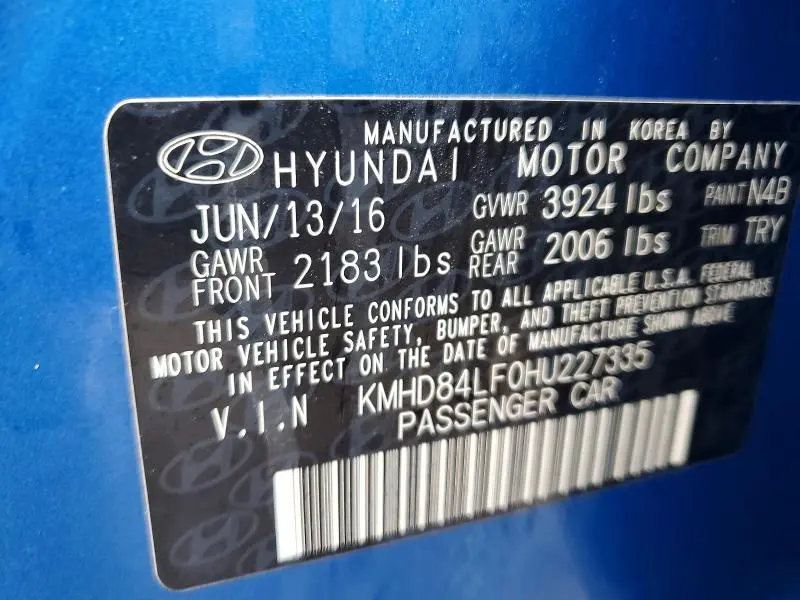 MANUFACTURED IN KOREA BY
HYUNDAI MOTOR COMPANY
JUN/13/16 GVWR 3924 lbs PAINT N4B
GAWR FRONT 2183 lbs GAWR REAR 2006 lbs TRIM TRY
THIS VEHICLE CONFORMS TO ALL APPLICABLE U.S.A. FEDERAL
MOTOR VEHICLE SAFETY, BUMPER, AND THEFT PREVENTION STANDARDS
IN EFFECT ON THE DATE OF MANUFACTURE SHOWN ABOVE
V.I.N KMHD84LF0HU227335
PASSENGER CAR